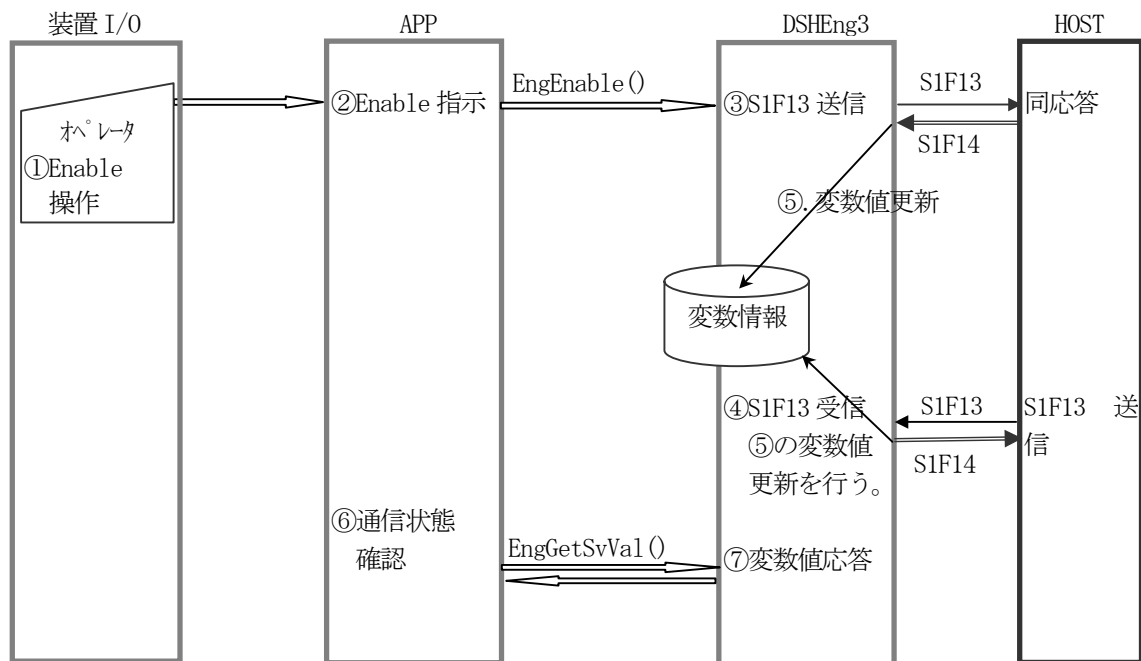 装置 I/O
APP
DSHEng3
HOST
オペレータ
①Enable
操作
②Enable 指示
EngEnable()
③S1F13 送信
S1F13
同応答
S1F14
⑤. 変数値更新
変数情報
④S1F13 受信
⑤の変数値
更新を行う。
S1F13
S1F13 送
信
S1F14
⑥通信状態
確認
EngGetSvVal()
⑦変数値応答